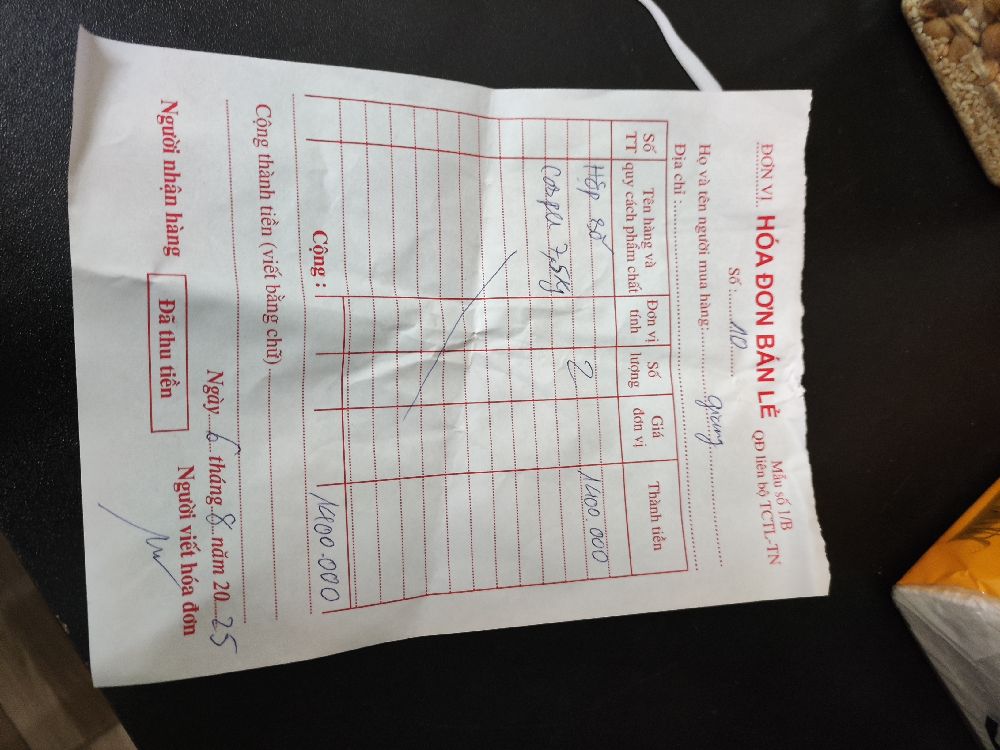 ĐƠN VỊ HÓA ĐƠN BÁN LẺ Mẫu số 1/B
QĐ liên bộ TCTL-TN
Số : 10
Họ và tên người mua hàng: giang
Địa chỉ :
Số TT Tên hàng và quy cách phẩm chất Đơn vị tính Số lượng Giá đơn vị Thành tiền
Hộp số 2 1400.000
7,5kg
Cộng : 1400.000
Cộng thành tiền (viết bằng chữ)
Ngày 6 tháng 8 năm 20 25
Người nhận hàng Đã thu tiền Người viết hóa đơn